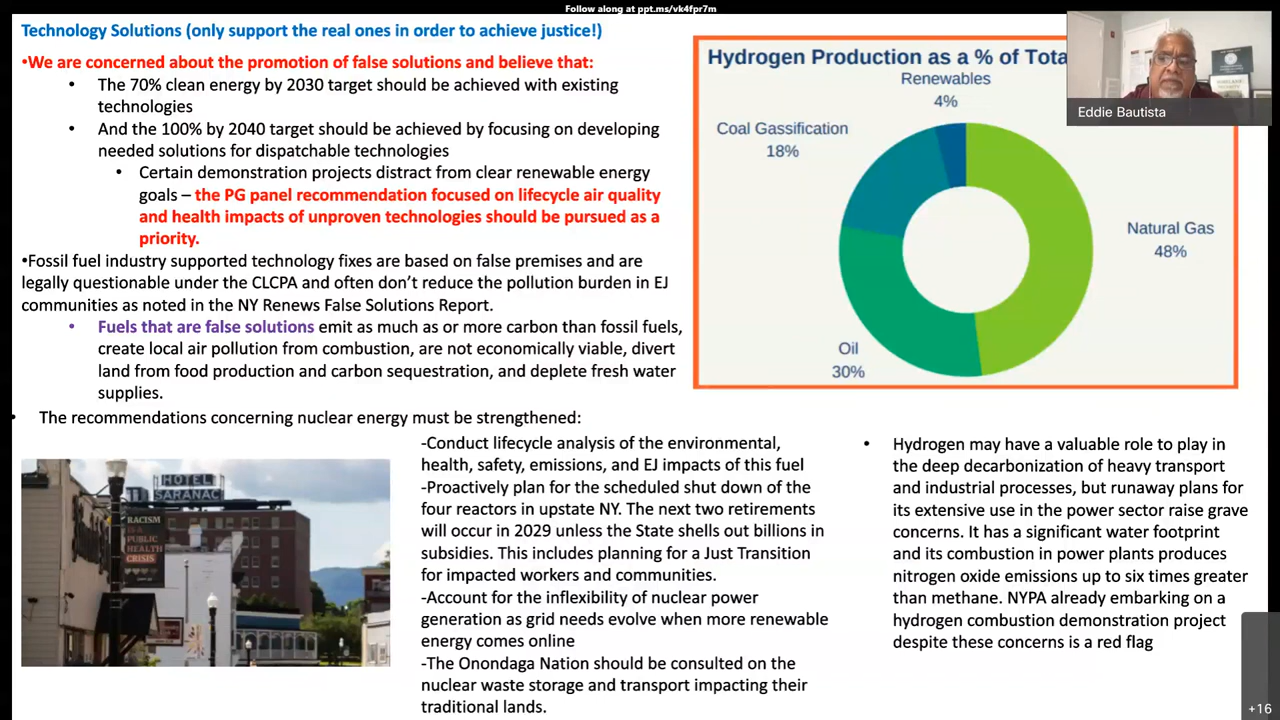 Follow along at ppt.ms/vk4fpr7m
Technology Solutions (only support the real ones in order to achieve justice!)
•We are concerned about the promotion of false solutions and believe that:
• The 70% clean energy by 2030 target should be achieved with existing
technologies
• And the 100% by 2040 target should be achieved by focusing on developing
needed solutions for dispatchable technologies
• Certain demonstration projects distract from clear renewable energy
goals – the PG panel recommendation focused on lifecycle air quality
and health impacts of unproven technologies should be pursued as a
priority.
•Fossil fuel industry supported technology fixes are based on false premises and are
legally questionable under the CLCPA and often don't reduce the pollution burden in EJ
communities as noted in the NY Renews False Solutions Report.
• Fuels that are false solutions emit as much as or more carbon than fossil fuels,
create local air pollution from combustion, are not economically viable, divert
land from food production and carbon sequestration, and deplete fresh water
supplies.
• The recommendations concerning nuclear energy must be strengthened:
Hydrogen Production as a % of Tota
Renewables
4%
Coal Gassification
18%
Natural Gas
48%
Oil
30%
Eddie Bautista
HOTEL
SARANAC
RACISM
IS A
PUBLIC
HEALTH
CRISIS
-Conduct lifecycle analysis of the environmental,
health, safety, emissions, and EJ impacts of this fuel
-Proactively plan for the scheduled shut down of the
four reactors in upstate NY. The next two retirements
will occur in 2029 unless the State shells out billions in
subsidies. This includes planning for a Just Transition
for impacted workers and communities.
-Account for the inflexibility of nuclear power
generation as grid needs evolve when more renewable
energy comes online
-The Onondaga Nation should be consulted on the
nuclear waste storage and transport impacting their
traditional lands.
• Hydrogen may have a valuable role to play in
the deep decarbonization of heavy transport
and industrial processes, but runaway plans for
its extensive use in the power sector raise grave
concerns. It has a significant water footprint
and its combustion in power plants produces
nitrogen oxide emissions up to six times greater
than methane. NYPA already embarking on a
hydrogen combustion demonstration project
despite these concerns is a red flag
+16